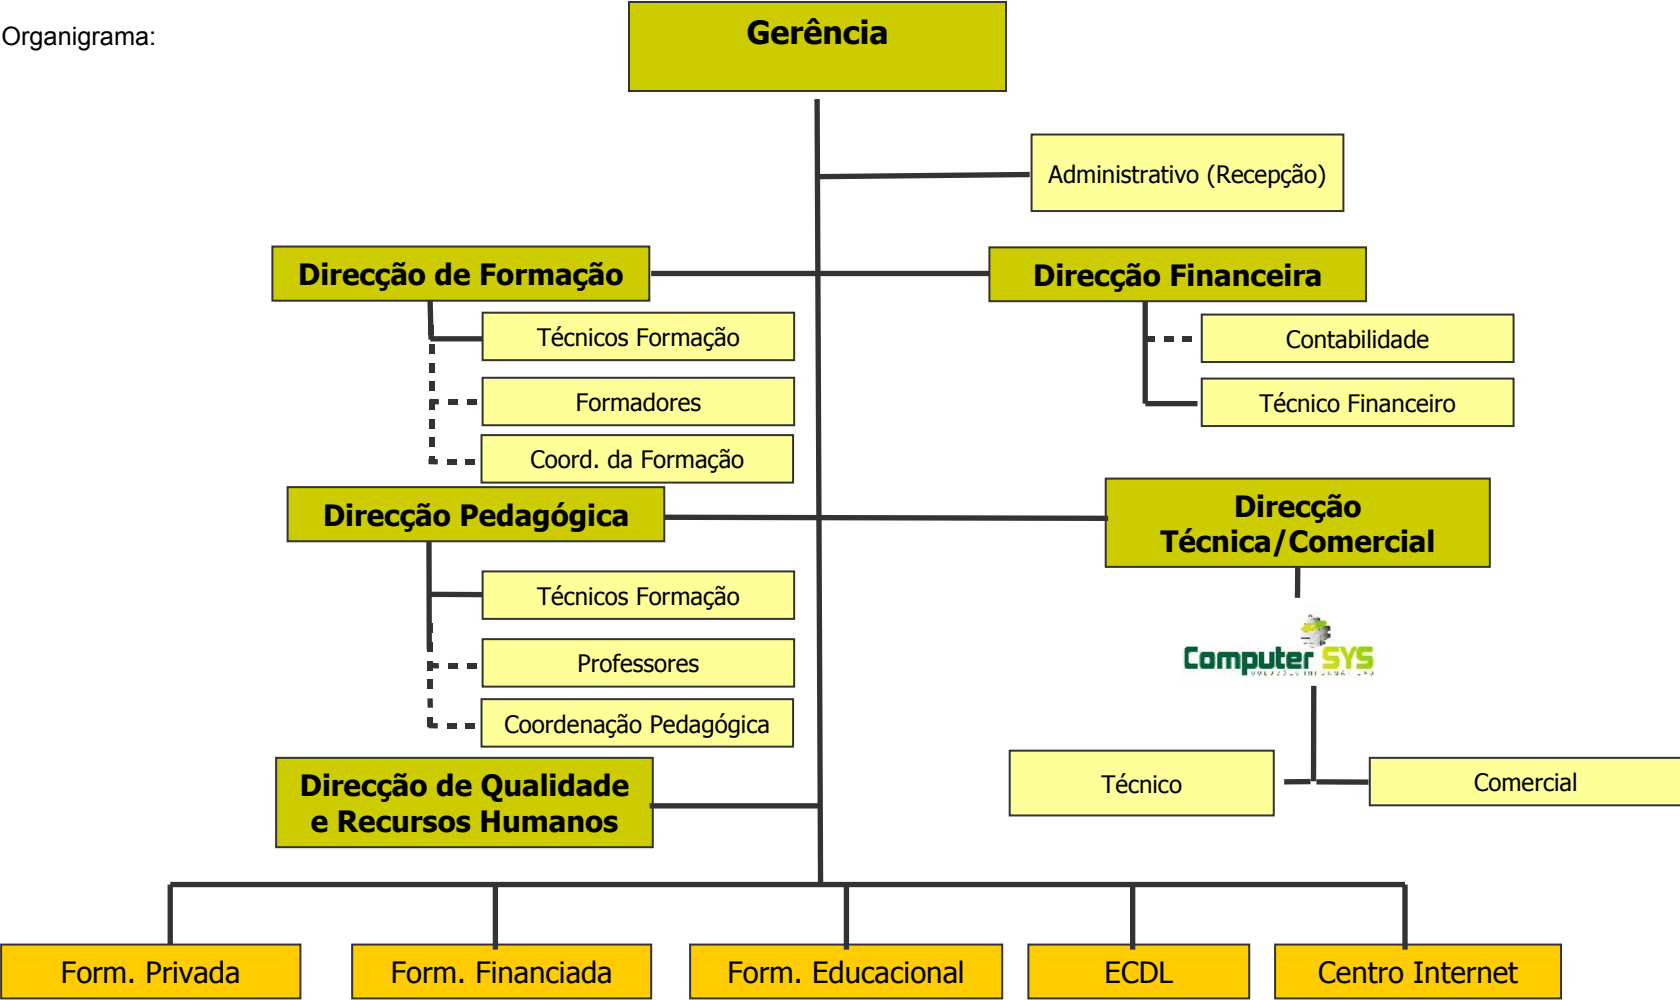 Organigrama:
Gerência
Administrativo (Recepção)
Direcção de Formação
Direcção Financeira
Técnicos Formação
Contabilidade
Formadores
Técnico Financeiro
Coord. da Formação
Direcção Pedagógica
Direcção
Técnica/Comercial
Técnicos Formação
Computer SYS
Professores
Coordenação Pedagógica
Direcção de Qualidade
e Recursos Humanos
Técnico
Comercial
Form. Privada
Form. Financiada
Form. Educacional
ECDL
Centro Internet